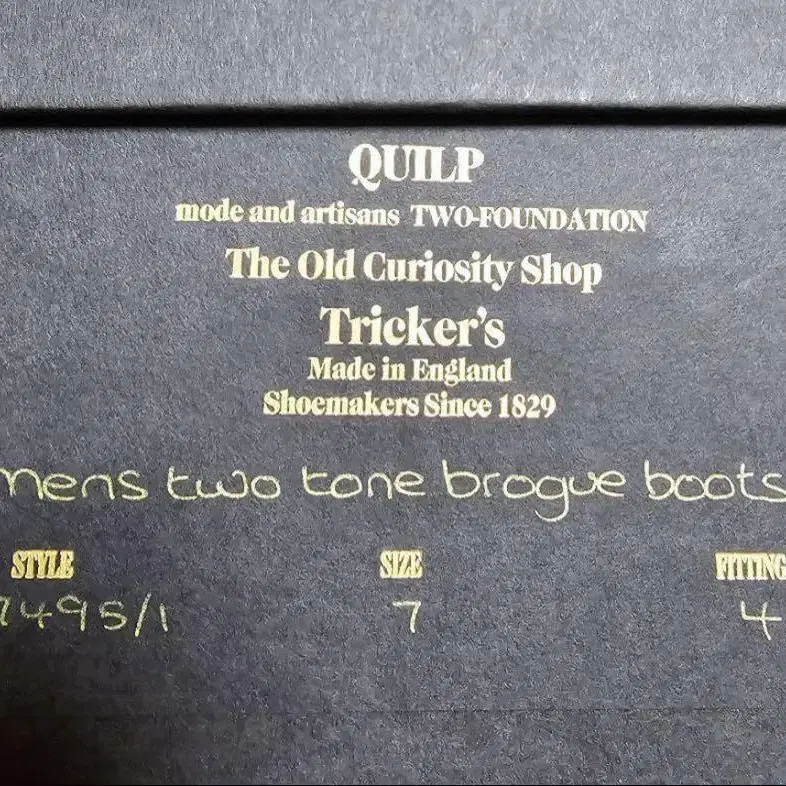 QUILP
mode and artisans TWO-FOUNDATION
The Old Curiosity Shop
Tricker's
Made in England
Shoemakers Since 1829
mens two tone brogue boots
STYLE SIZE FITTING
7495/1 7 4